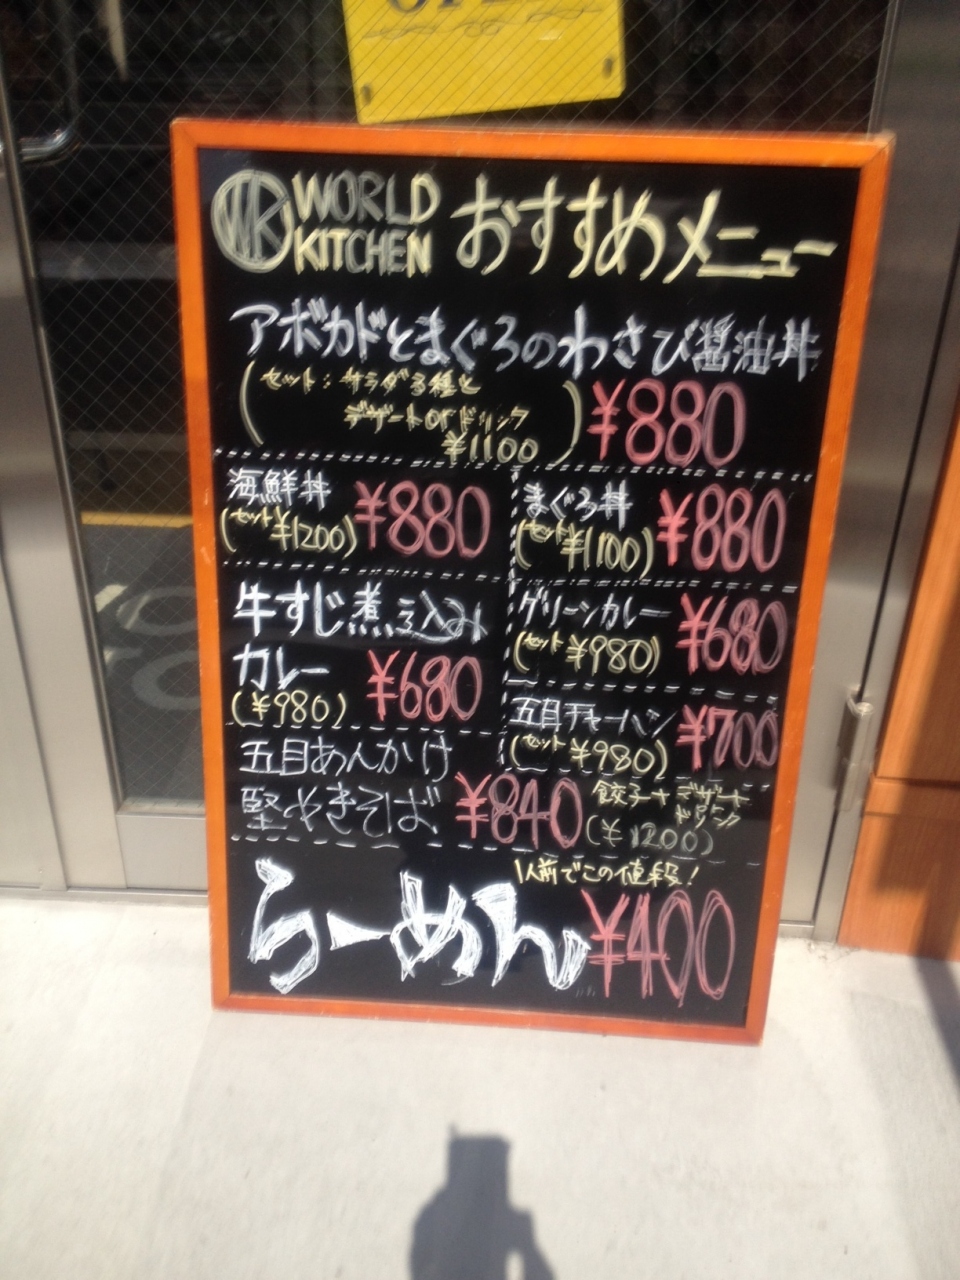 WK WORLD KITCHEN おすすめメニュー
アボカドとまぐろのわさび醤油丼
(セット:サラダ3種と
デザートorドリンク
¥1100)
¥880
海鮮丼
(セット¥1200)
¥880
まぐろ丼
(セット¥1100)
¥880
牛すじ煮込み
カレー
(¥980)
¥680
グリーンカレー
(セット¥980)
¥680
五目チャーハン
(セット¥980)
¥700
五目あんかけ
堅やきそば
¥840
餃子+デザート
ドリンク
(¥1200)
1人前でこの値段!
らーめん
¥400